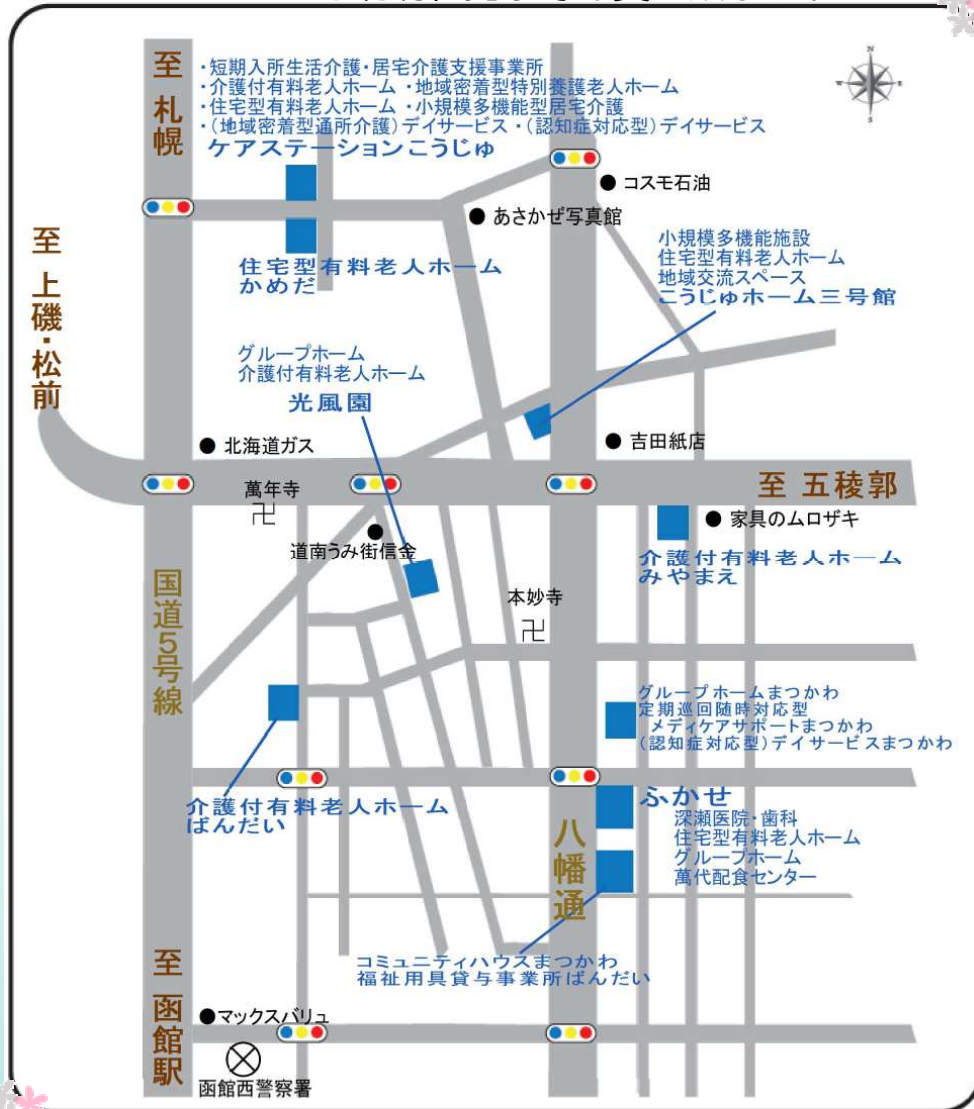 至 札幌
・短期入所生活介護・居宅介護支援事業所
・介護付有料老人ホーム ・地域密着型特別養護老人ホーム
・住宅型有料老人ホーム ・小規模多機能型居宅介護
・(地域密着型通所介護)デイサービス ・(認知症対応型)デイサービス
ケアステーションこうじゅ
N
コスモ石油
あさかぜ写真館
至 上磯・松前
住宅型有料老人ホーム
かめだ
小規模多機能施設
住宅型有料老人ホーム
地域交流スペース
こうじゅホーム三号館
グループホーム
介護付有料老人ホーム
光風園
北海道ガス
吉田紙店
至 五稜郭
萬年寺
卍
道南うみ街信金
家具のムロザキ
介護付有料老人ホーム
みやまえ
国道5号線
本妙寺
卍
グループホームまつかわ
定期巡回随時対応型
メディケアサポートまつかわ
(認知症対応型)デイサービスまつかわ
介護付有料老人ホーム
ばんだい
ふかせ
深瀬医院・歯科
住宅型有料老人ホーム
グループホーム
萬代配食センター
八幡通
コミュニティハウスまつかわ
福祉用具貸与事業所ばんだい
至 函館駅
マックスバリュ
函館西警察署